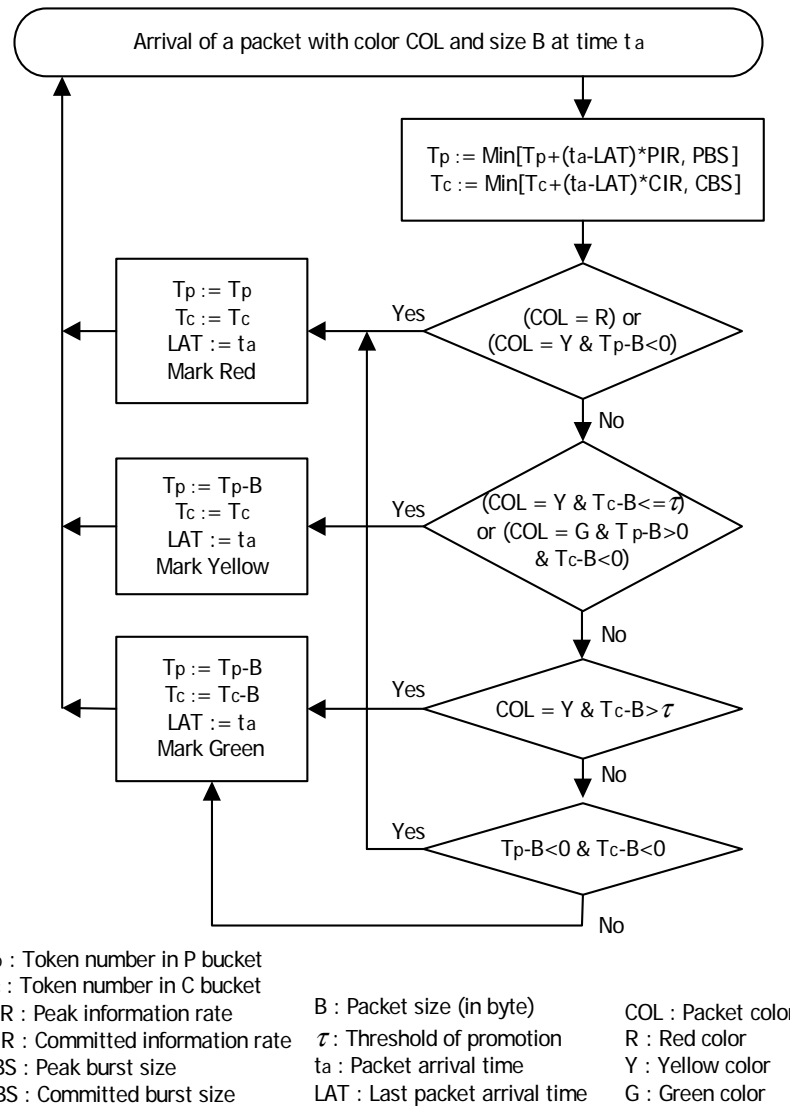 Arrival of a packet with color COL and size B at time ta
Tp := Min[Tp+(ta-LAT)*PIR, PBS]
Tc := Min[Tc+(ta-LAT)*CIR, CBS]
Tp := Tp
Tc := Tc
LAT := ta
Mark Red
Yes
(COL = R) or
(COL = Y & Tp-B<0)
No
Tp := Tp-B
Tc := Tc
LAT := ta
Mark Yellow
Yes
(COL = Y & Tc-B<=τ)
or (COL = G & Tp-B>0
& Tc-B<0)
No
Tp := Tp-B
Tc := Tc-B
LAT := ta
Mark Green
Yes
COL = Y & Tc-B>τ
No
Yes
Tp-B<0 & Tc-B<0
No
: Token number in P bucket
: Token number in C bucket
R : Peak information rate
R : Committed information rate
BS : Peak burst size
BS : Committed burst size
B : Packet size (in byte)
τ : Threshold of promotion
ta : Packet arrival time
LAT : Last packet arrival time
COL : Packet color
R : Red color
Y : Yellow color
G : Green color